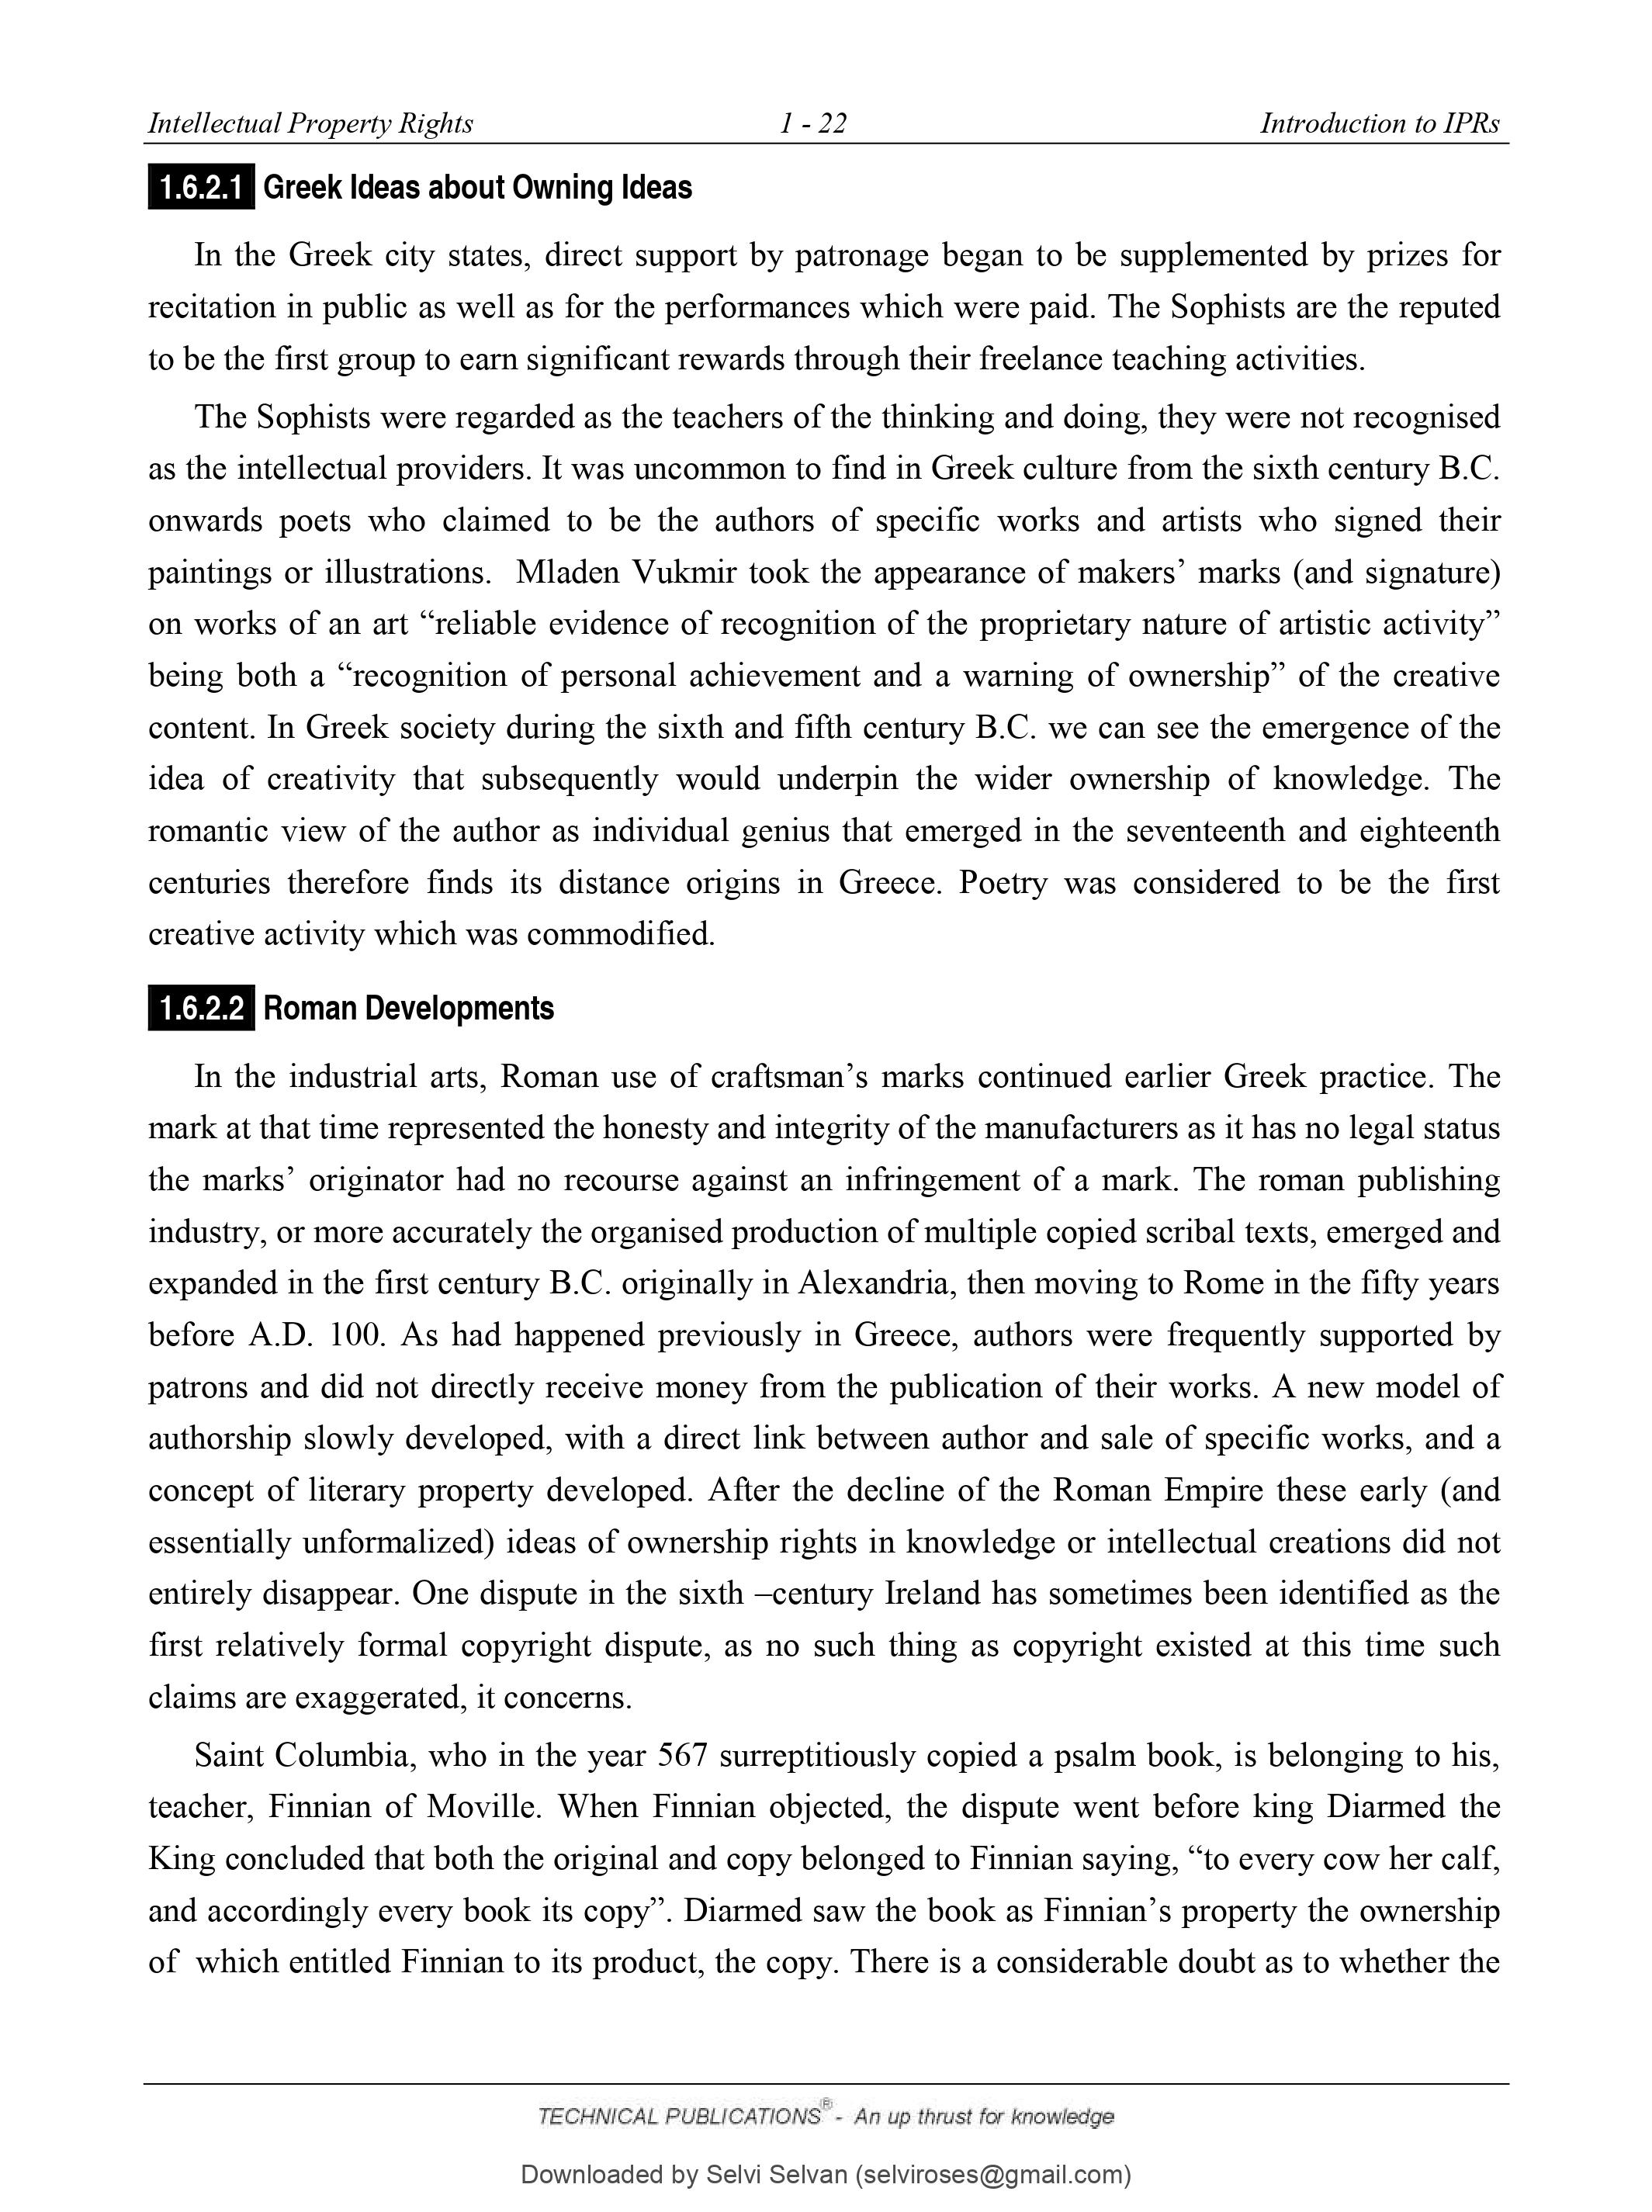 Intellectual Property Rights 1 - 22 Introduction to IPRs
1.6.2.1 Greek Ideas about Owning Ideas
In the Greek city states, direct support by patronage began to be supplemented by prizes for
recitation in public as well as for the performances which were paid. The Sophists are the reputed
to be the first group to earn significant rewards through their freelance teaching activities.
The Sophists were regarded as the teachers of the thinking and doing, they were not recognised
as the intellectual providers. It was uncommon to find in Greek culture from the sixth century B.C.
onwards poets who claimed to be the authors of specific works and artists who signed their
paintings or illustrations.  Mladen Vukmir took the appearance of makers’ marks (and signature)
on works of an art “reliable evidence of recognition of the proprietary nature of artistic activity”
being both a “recognition of personal achievement and a warning of ownership” of the creative
content. In Greek society during the sixth and fifth century B.C. we can see the emergence of the
idea of creativity that subsequently would underpin the wider ownership of knowledge. The
romantic view of the author as individual genius that emerged in the seventeenth and eighteenth
centuries therefore finds its distance origins in Greece. Poetry was considered to be the first
creative activity which was commodified.
1.6.2.2 Roman Developments
In the industrial arts, Roman use of craftsman’s marks continued earlier Greek practice. The
mark at that time represented the honesty and integrity of the manufacturers as it has no legal status
the marks’ originator had no recourse against an infringement of a mark. The roman publishing
industry, or more accurately the organised production of multiple copied scribal texts, emerged and
expanded in the first century B.C. originally in Alexandria, then moving to Rome in the fifty years
before A.D. 100. As had happened previously in Greece, authors were frequently supported by
patrons and did not directly receive money from the publication of their works. A new model of
authorship slowly developed, with a direct link between author and sale of specific works, and a
concept of literary property developed. After the decline of the Roman Empire these early (and
essentially unformalized) ideas of ownership rights in knowledge or intellectual creations did not
entirely disappear. One dispute in the sixth –century Ireland has sometimes been identified as the
first relatively formal copyright dispute, as no such thing as copyright existed at this time such
claims are exaggerated, it concerns.
Saint Columbia, who in the year 567 surreptitiously copied a psalm book, is belonging to his,
teacher, Finnian of Moville. When Finnian objected, the dispute went before king Diarmed the
King concluded that both the original and copy belonged to Finnian saying, “to every cow her calf,
and accordingly every book its copy”. Diarmed saw the book as Finnian’s property the ownership
of  which entitled Finnian to its product, the copy. There is a considerable doubt as to whether the
TECHNICAL PUBLICATIONS® - An up thrust for knowledge
Downloaded by Selvi Selvan (selviroses@gmail.com)